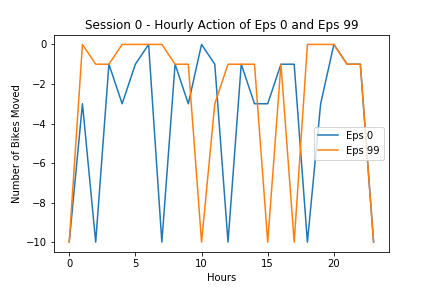 Session 0 - Hourly Action of Eps 0 and Eps 99
Number of Bikes Moved
0
−2
−4
−6
−8
−10
Eps 0
Eps 99
0
5
10
15
20
Hours